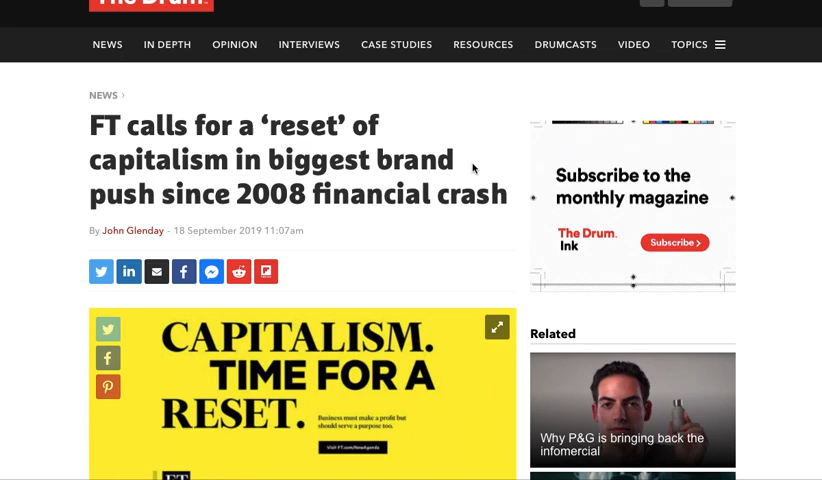 The Drum.
NEWS IN DEPTH OPINION INTERVIEWS CASE STUDIES RESOURCES DRUMCASTS VIDEO TOPICS
NEWS ›
FT calls for a ‘reset’ of
capitalism in biggest brand
push since 2008 financial crash
By John Glenday - 18 September 2019 11:07am
CAPITALISM.
TIME FOR A
RESET.
Business must make a profit but
should serve a purpose too.
Visit FT.com/NewAgenda
FT
Subscribe to the
monthly magazine
The Drum.
Ink
Subscribe ›
Related
Why P&G is bringing back the
infomercial